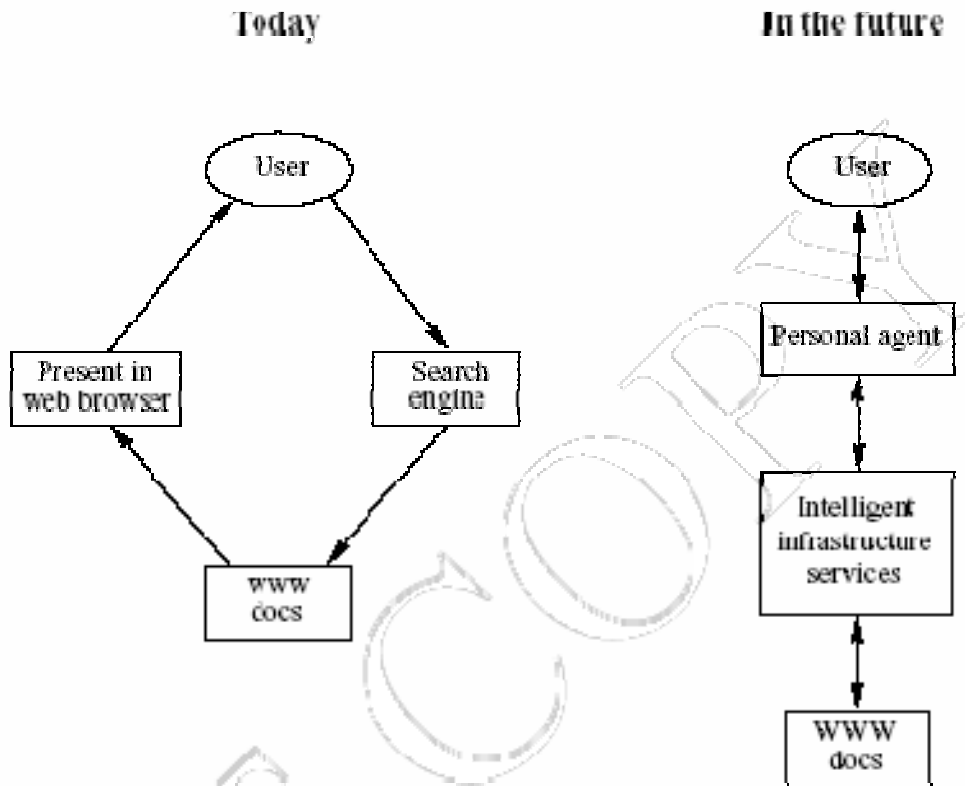 Today
User
Present in
web browser
Search
engine
www
docs
In the future
User
Personal agent
Intelligent
infrastructure
services
WWW
docs
COPY